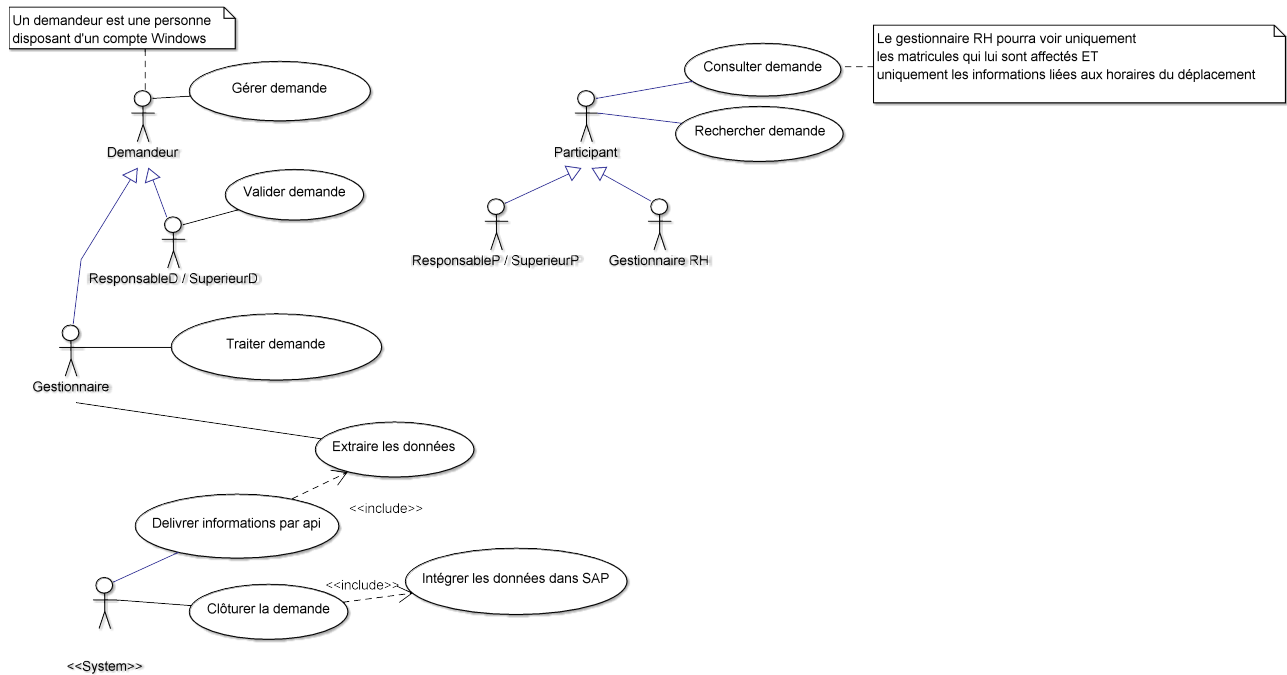 Un demandeur est une personne
disposant d'un compte Windows
Gérer demande
Demandeur
Valider demande
ResponsableD / SuperieurD
Gestionnaire
Traiter demande
Extraire les données
<<include>>
Delivrer informations par api
<<include>>
Intégrer les données dans SAP
Clôturer la demande
<<System>>
Consulter demande
Le gestionnaire RH pourra voir uniquement
les matricules qui lui sont affectés ET
uniquement les informations liées aux horaires du déplacement
Rechercher demande
Participant
ResponsableP / SuperieurP
Gestionnaire RH